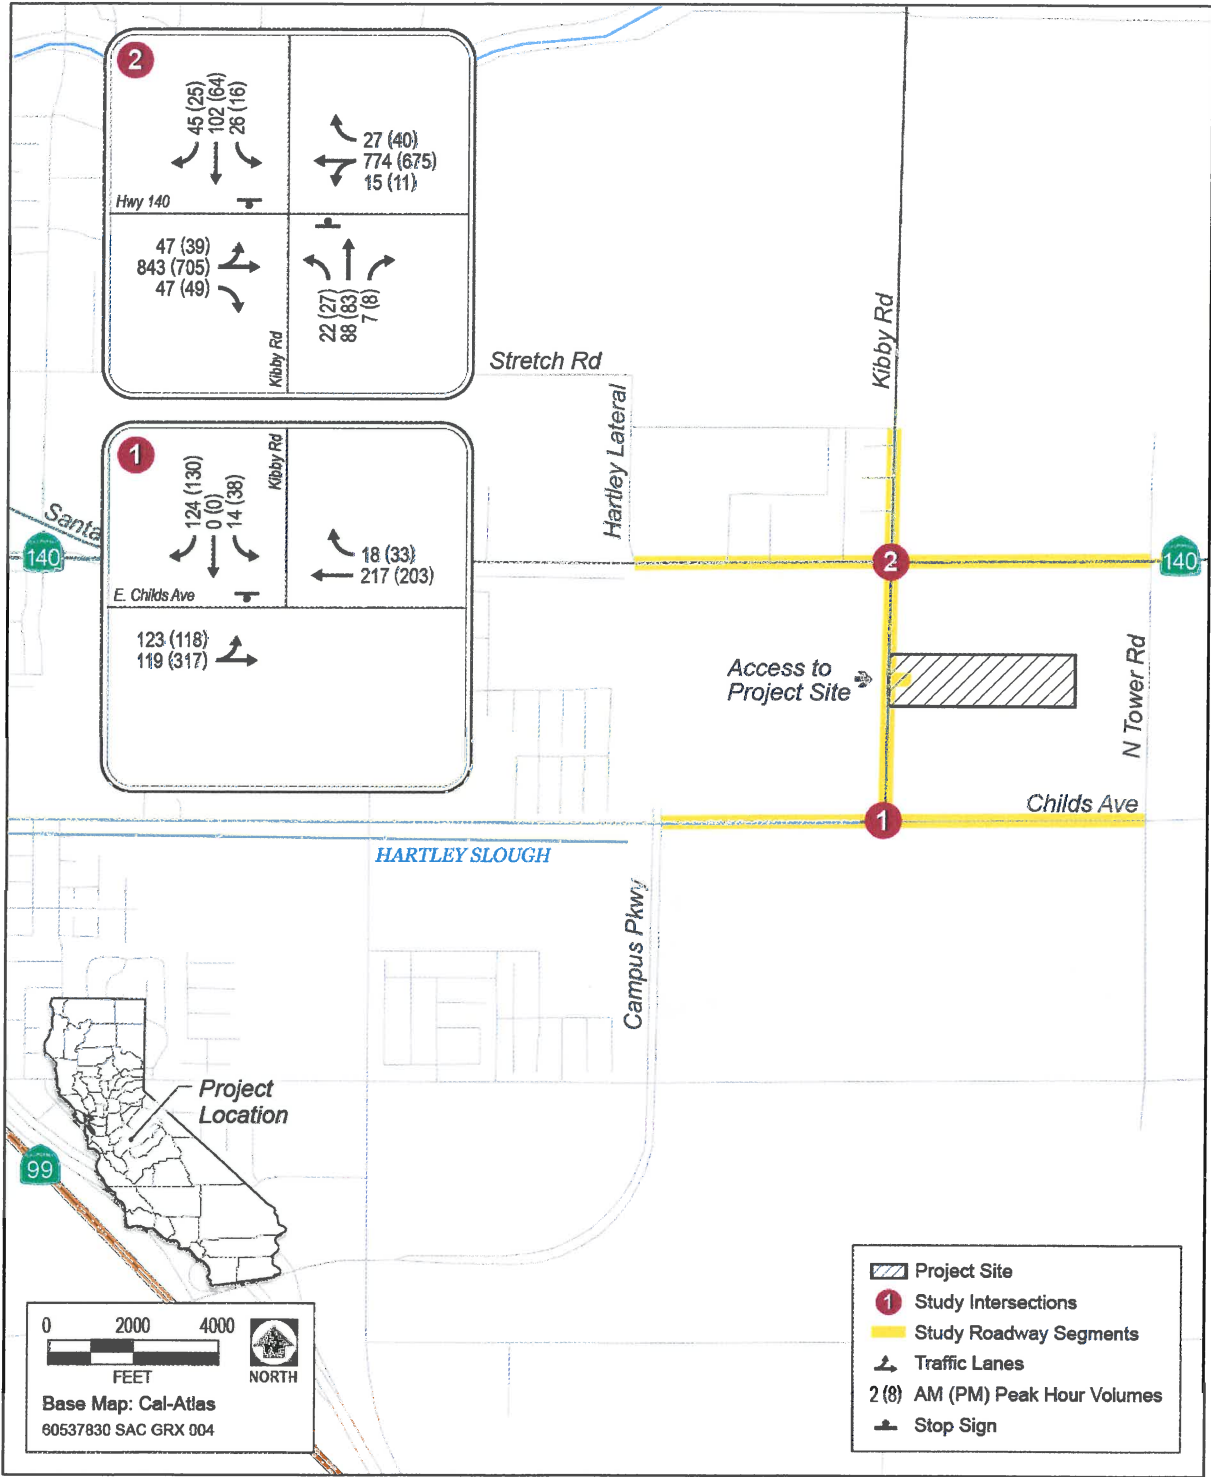 2
45 (25)
102 (64)
26 (16)
27 (40)
774 (675)
15 (11)
Hwy 140
47 (39)
843 (705)
47 (49)
22 (27)
88 (83)
7 (8)
Kibby Rd
Stretch Rd
Hartley Lateral
Kibby Rd
1
Kibby Rd
124 (130)
0 (0)
14 (38)
18 (33)
217 (203)
E. Childs Ave
123 (118)
119 (317)
Santa
140
2
140
Access to
Project Site
N Tower Rd
Childs Ave
1
HARTLEY SLOUGH
Campus Pkwy
Project
Location
99
0 2000 4000
FEET
NORTH
Base Map: Cal-Atlas
60537830 SAC GRX 004
Project Site
1 Study Intersections
Study Roadway Segments
Traffic Lanes
2 (8) AM (PM) Peak Hour Volumes
Stop Sign